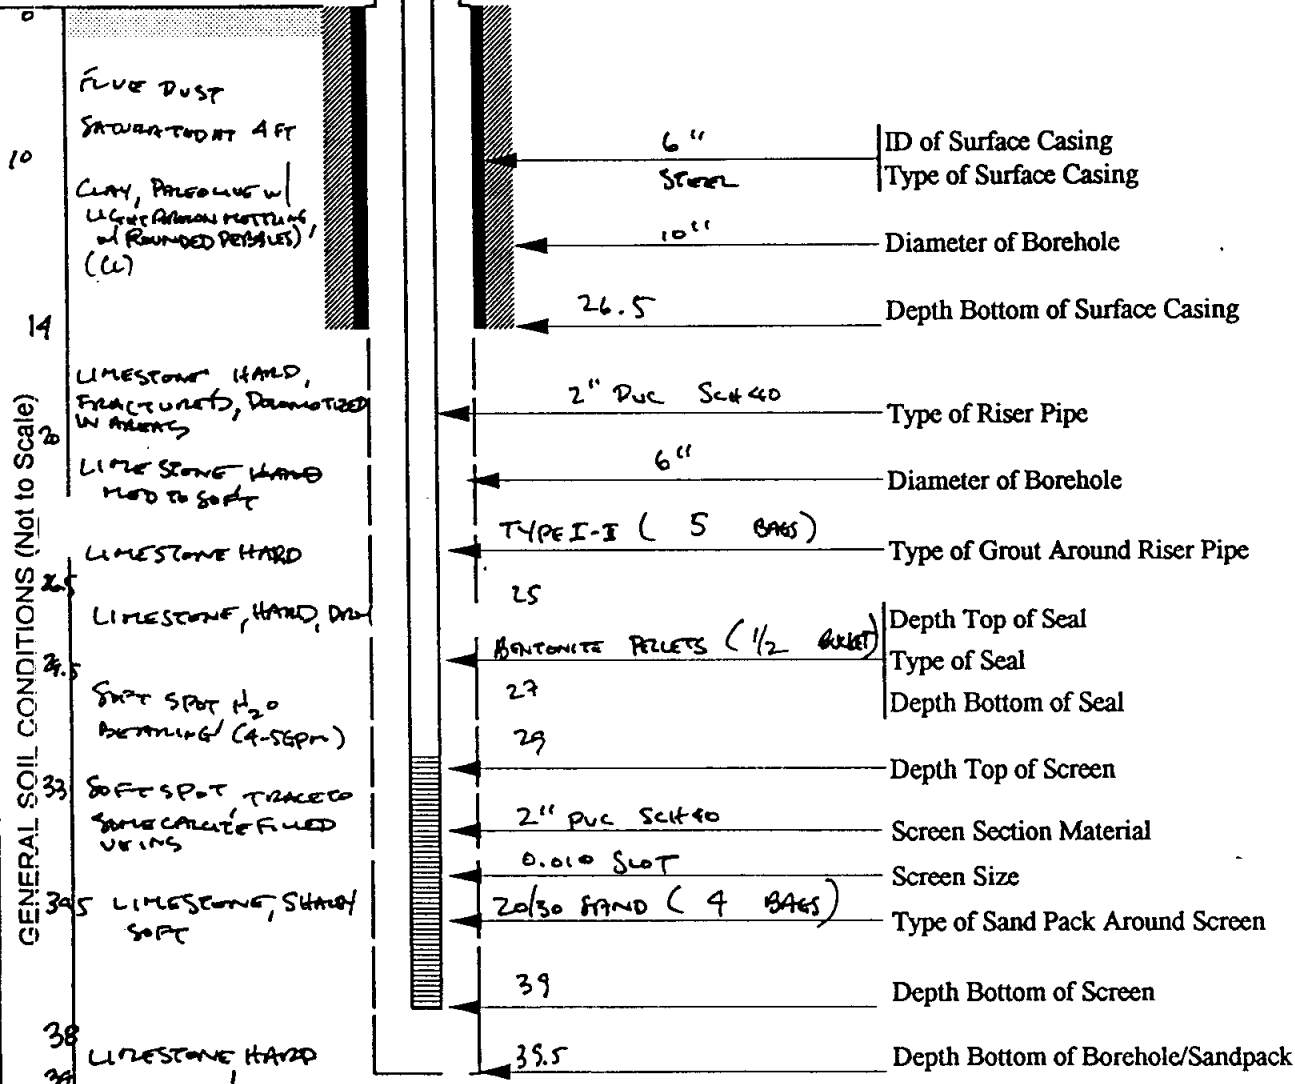 0
FLUE DUST
SATURATED AT 4 FT
10
CLAY, PALE OLIVE W/
LIGHT BROWN MOTTLING
W/ ROUNDED PEBBLES)
(CL)
14
LIMESTONE HARD,
FRACTURED, DOLOMOTIZED
IN AREAS
20
LIMESTONE HARD
MED TO SOFT
LIMESTONE HARD
26.5
LIMESTONE, HARD, DRY
29.5
SOFT SPOT H2O
(4-5GPM)
33
SOFT SPOT, TRACE TO
SOME CALCITE FILLED
VEINS
LIMESTONE, SHALEY
SOFT
38
LIMESTONE, HARD
39
GENERAL SOIL CONDITIONS (Not to Scale)
6"
STEEL
ID of Surface Casing
Type of Surface Casing
10"
Diameter of Borehole
26.5
Depth Bottom of Surface Casing
2" PVC SCH 40
Type of Riser Pipe
6"
Diameter of Borehole
TYPE I-II ( 5 BAGS)
Type of Grout Around Riser Pipe
25
Depth Top of Seal
BENTONITE PELLETS (1/2 BUCKET)
Type of Seal
27
Depth Bottom of Seal
29
Depth Top of Screen
2" PVC SCH 40
Screen Section Material
0.010 SLOT
Screen Size
20/30 SAND ( 4 BAGS)
Type of Sand Pack Around Screen
39
Depth Bottom of Screen
39.5
Depth Bottom of Borehole/Sandpack